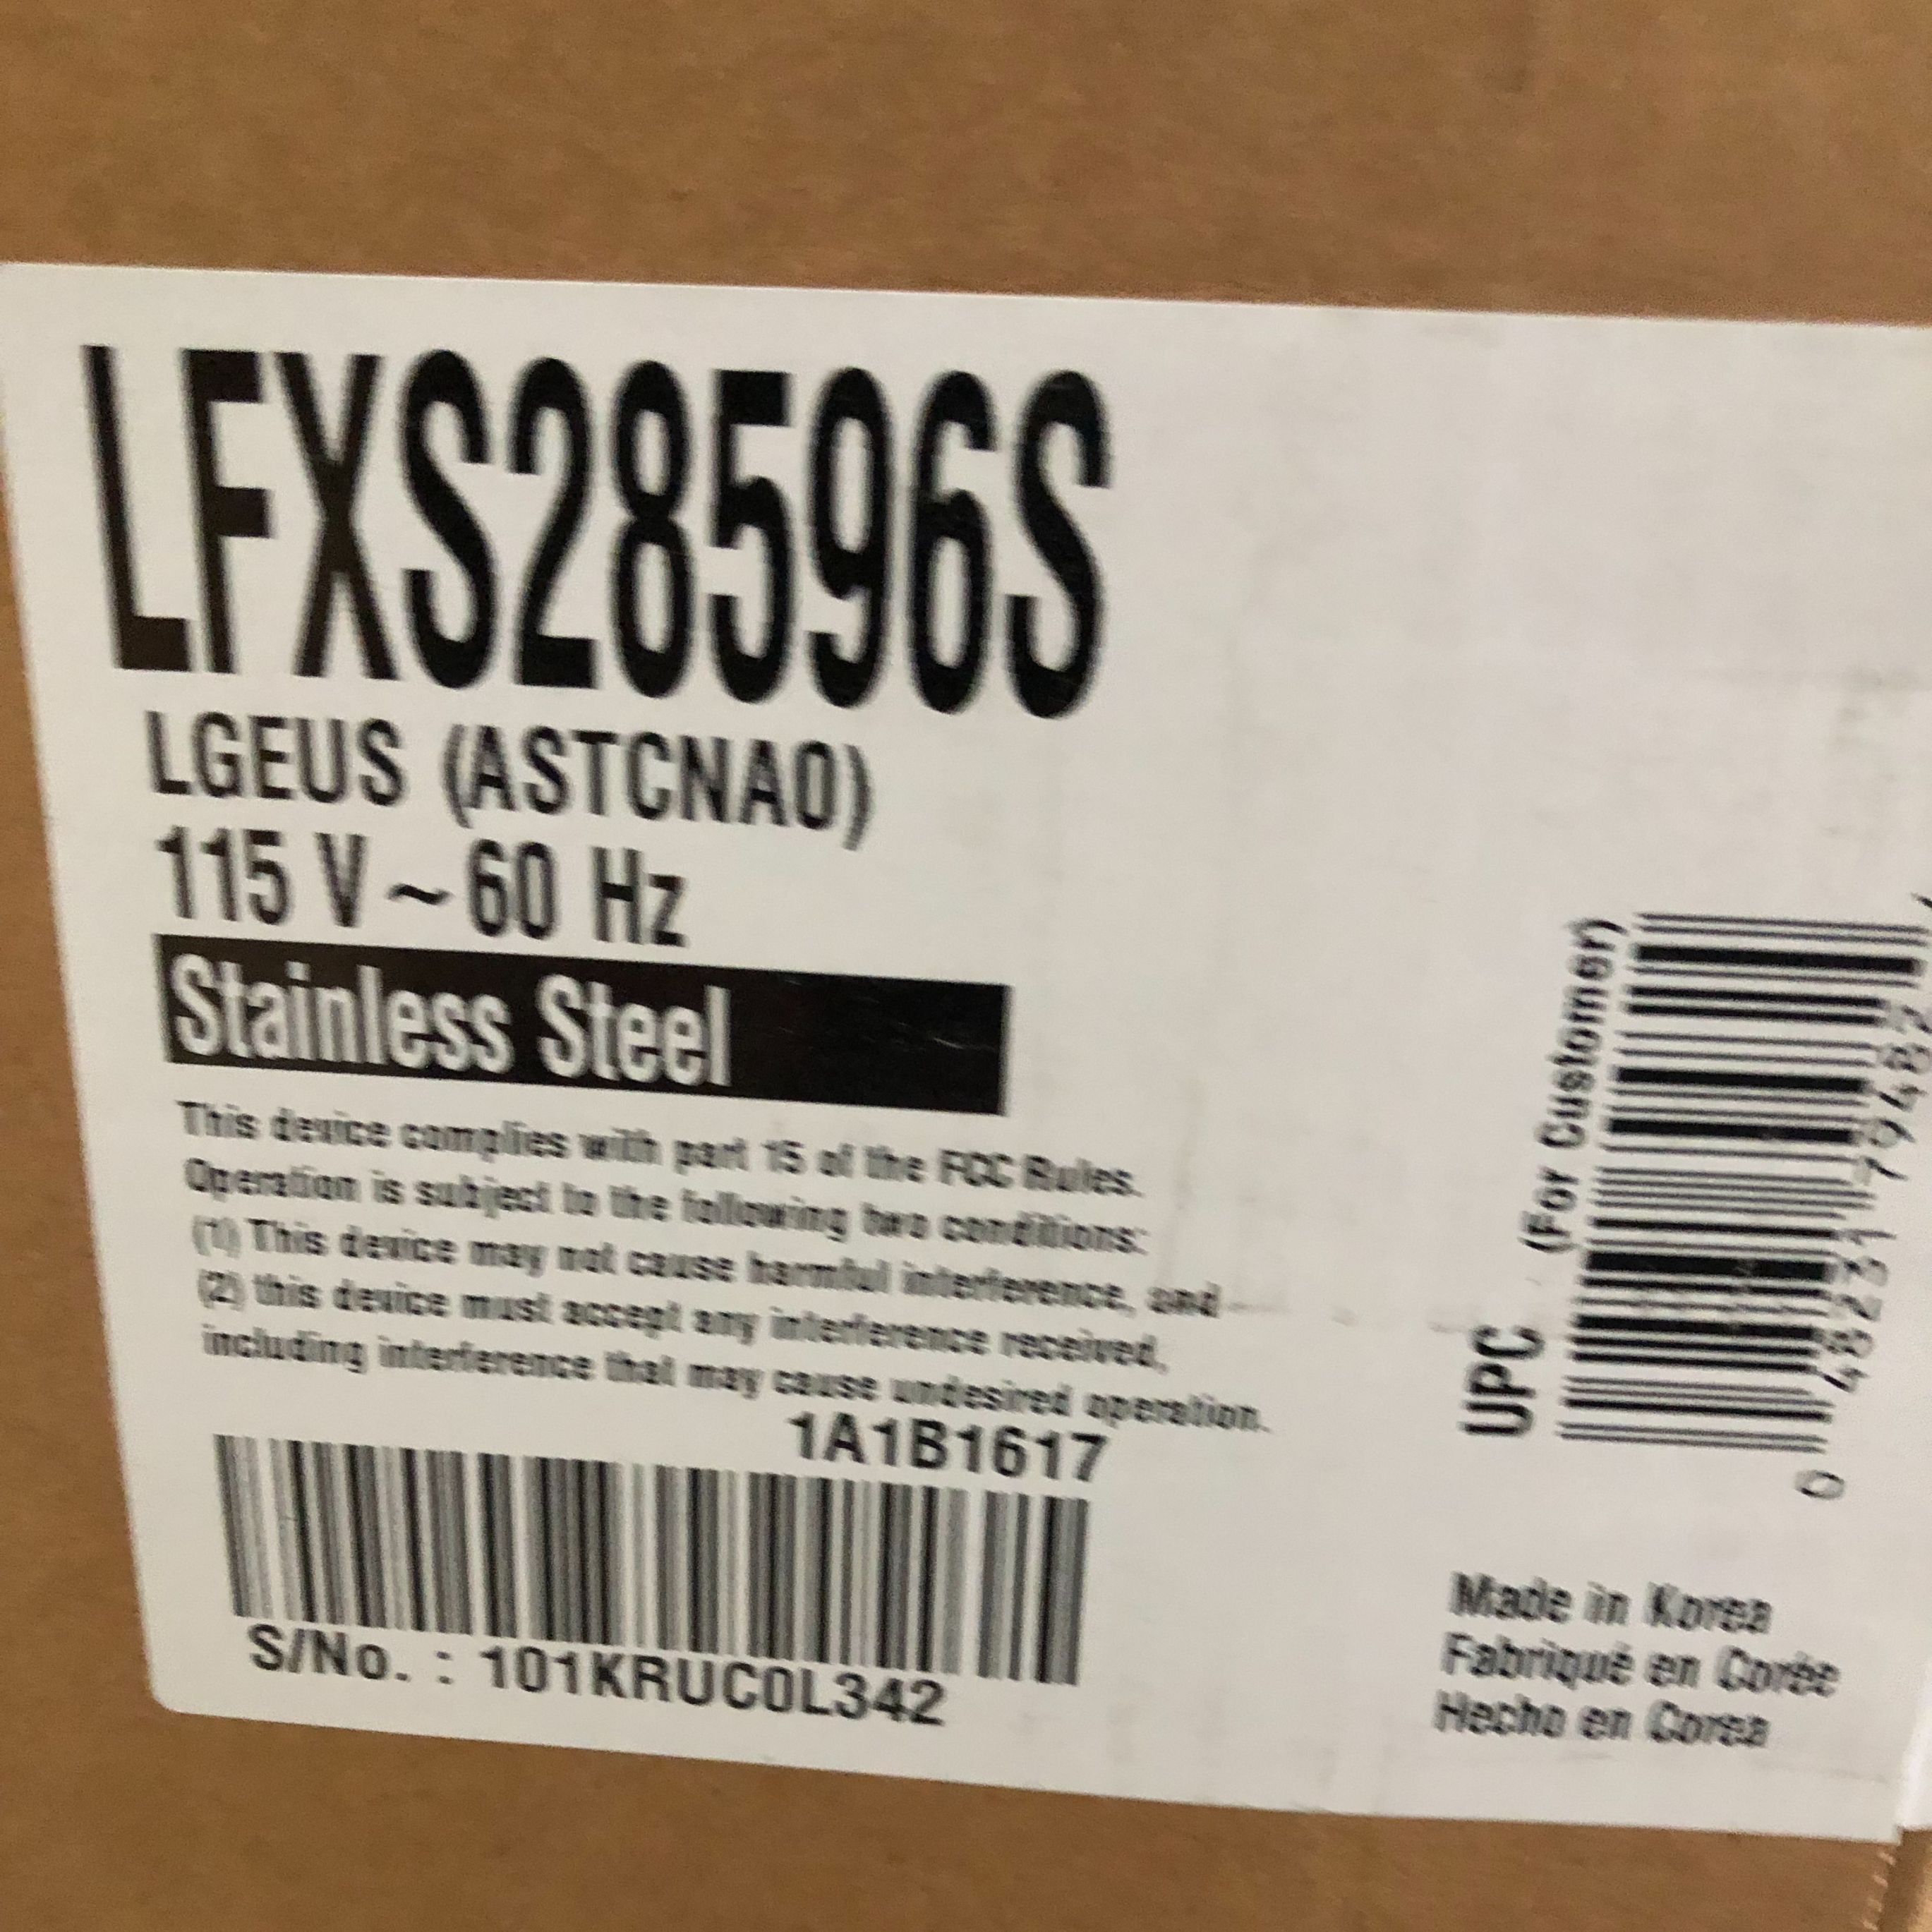 LFXS28596S
LGEUS (ASTCNA0)
115 V ~ 60 Hz
Stainless Steel
This device complies with part 15 of the FCC Rules.
Operation is subject to the following two conditions:
(1) This device may not cause harmful interference, and
(2) this device must accept any interference received,
including interference that may cause undesired operation.
1A1B1617
S/No. : 101KRUC0L342
UPC (For Customer)
0 48231 79482
Made in Korea
Fabriqué en Corée
Hecho en Corea